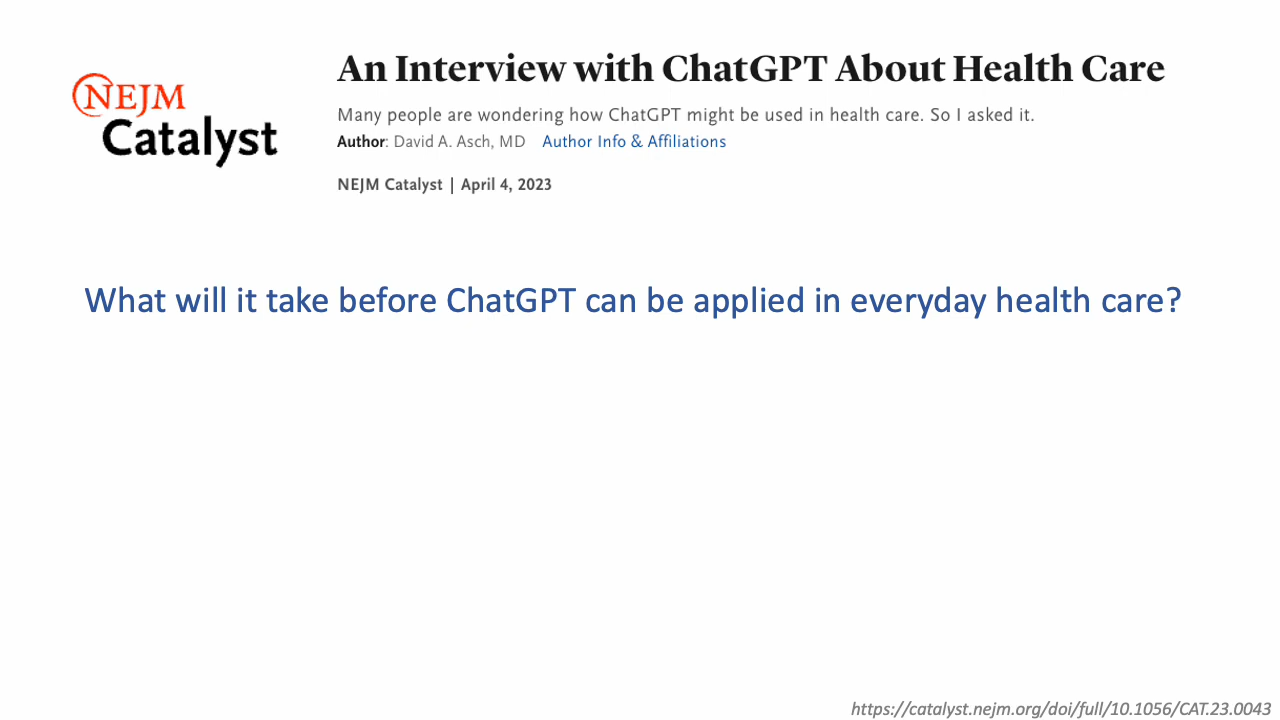 NEJM
Catalyst
An Interview with ChatGPT About Health Care
Many people are wondering how ChatGPT might be used in health care. So I asked it.
Author: David A. Asch, MD Author Info & Affiliations
NEJM Catalyst | April 4, 2023
What will it take before ChatGPT can be applied in everyday health care?
https://catalyst.nejm.org/doi/full/10.1056/CAT.23.0043